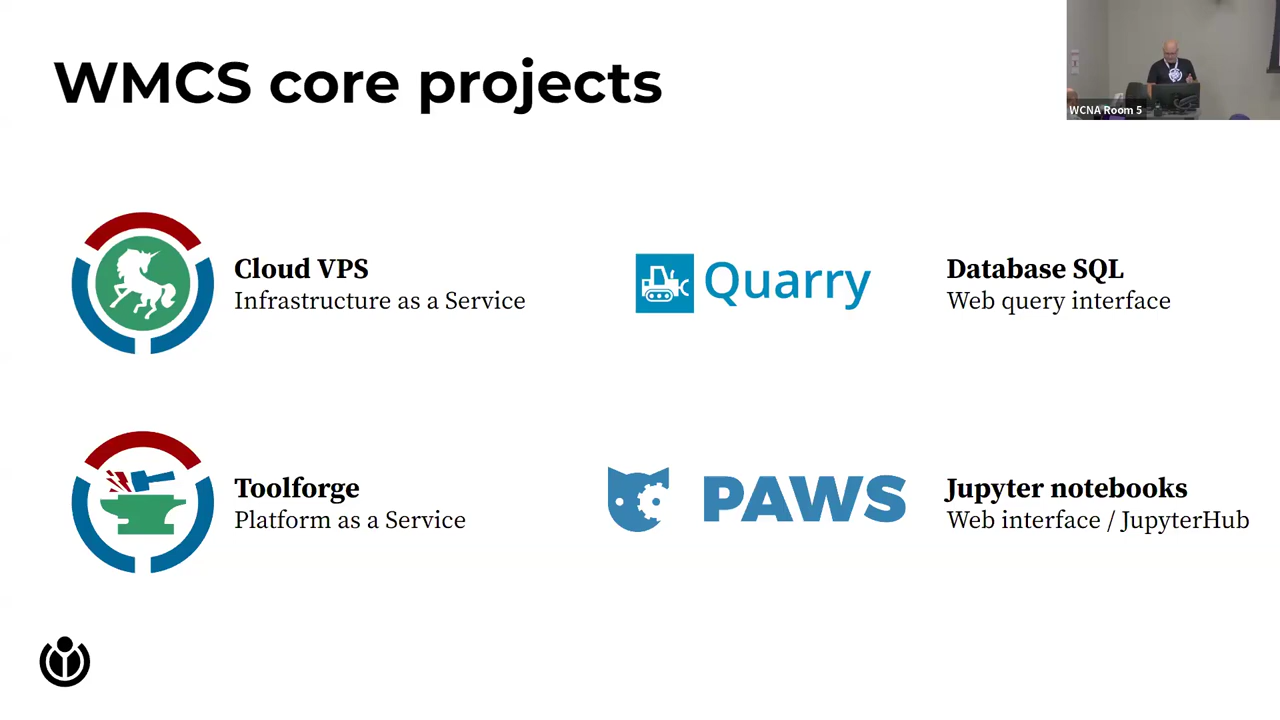 WMCS core projects
WCNA Room 5
Cloud VPS
Infrastructure as a Service
Quarry
Database SQL
Web query interface
Toolforge
Platform as a Service
PAWS
Jupyter notebooks
Web interface / JupyterHub